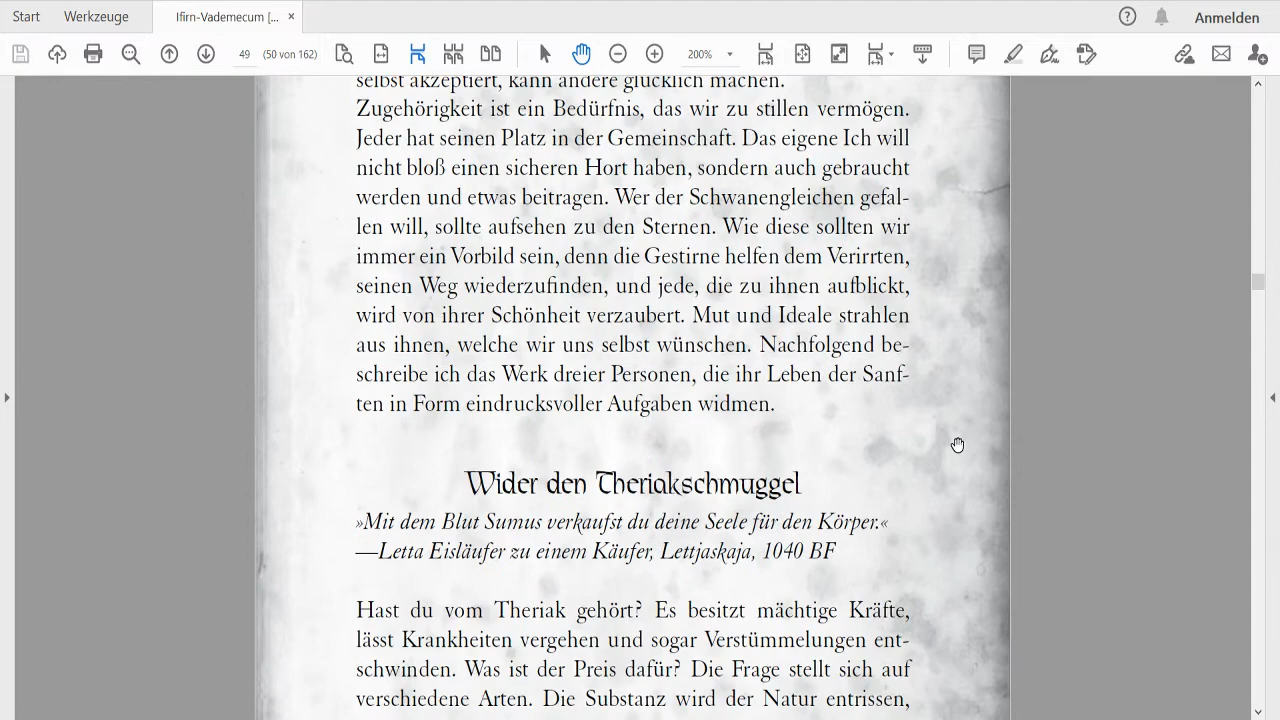 Start
Werkzeuge
Ifirn-Vademecum [...
×
Anmelden
49
(50 von 162)
200%
selbst akzeptiert, kann andere glücklich machen.
Zugehörigkeit ist ein Bedürfnis, das wir zu stillen vermögen.
Jeder hat seinen Platz in der Gemeinschaft. Das eigene Ich will
nicht bloß einen sicheren Hort haben, sondern auch gebraucht
werden und etwas beitragen. Wer der Schwanengleichen gefal-
len will, sollte aufsehen zu den Sternen. Wie diese sollten wir
immer ein Vorbild sein, denn die Gestirne helfen dem Verirrten,
seinen Weg wiederzufinden, und jede, die zu ihnen aufblickt,
wird von ihrer Schönheit verzaubert. Mut und Ideale strahlen
aus ihnen, welche wir uns selbst wünschen. Nachfolgend be-
schreibe ich das Werk dreier Personen, die ihr Leben der Sanf-
ten in Form eindrucksvoller Aufgaben widmen.
Wider den Theriakschmuggel
»Mit dem Blut Sumus verkaufst du deine Seele für den Körper.«
—Letta Eisläufer zu einem Käufer, Lettjaskaja, 1040 BF
Hast du vom Theriak gehört? Es besitzt mächtige Kräfte,
lässt Krankheiten vergehen und sogar Verstümmelungen ent-
schwinden. Was ist der Preis dafür? Die Frage stellt sich auf
verschiedene Arten. Die Substanz wird der Natur entrissen,